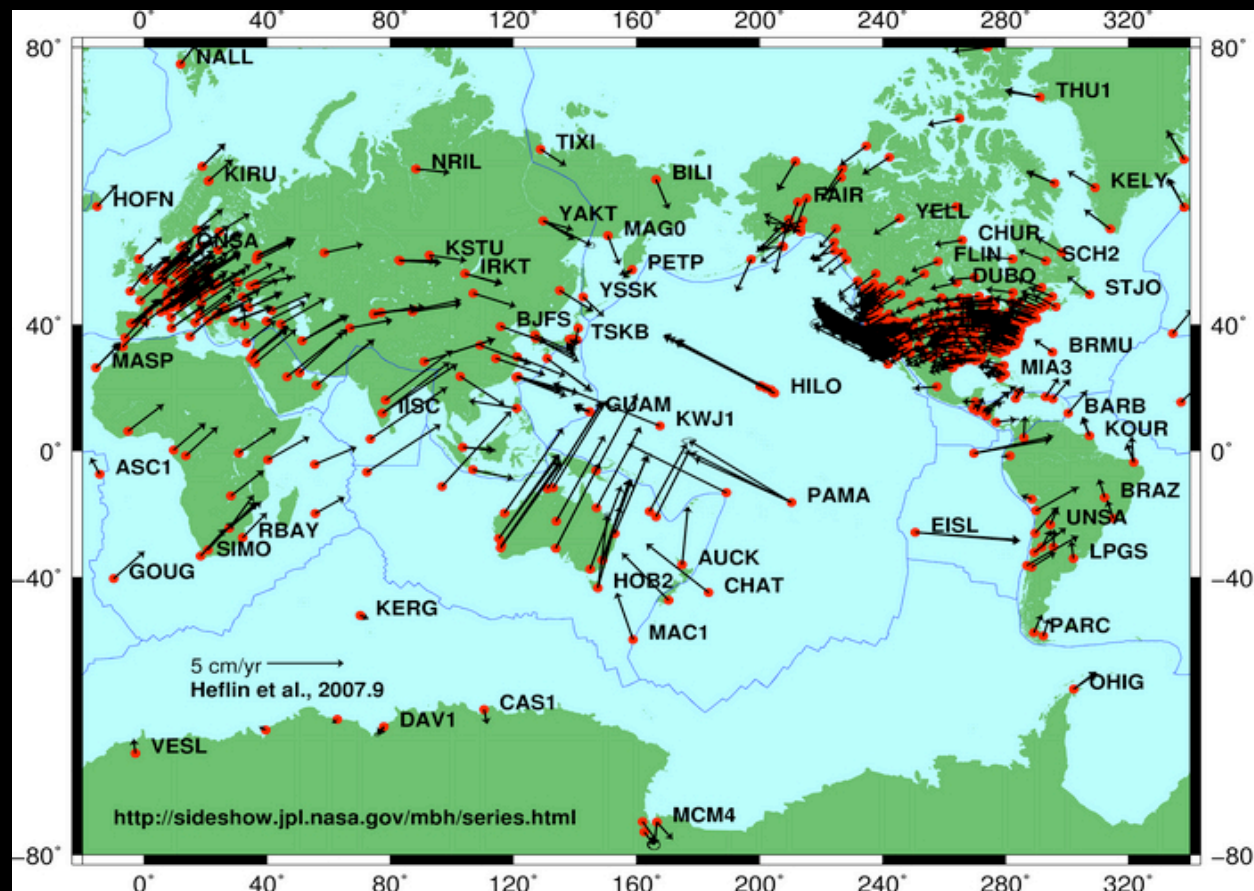 0° 40° 80° 120° 160° 200° 240° 280° 320°
80° 80°
NALL
THU1
TIXI
NRIL
BILI
KIRU
FAIR
KELY
HOFN
YAKT
YELL
ONSA
MAG0
CHUR
KSTU
SCH2
PETP
FLIN
IRKT
DUBO
YSSK
STJO
BJFS
40° TSKB 40°
MASP
BRMU
MIA3
HILO
IISC
GUAM
KWJ1
BARB
KOUR
0° 0°
ASC1
PAMA
BRAZ
EISL
UNSA
RBAY
SIMO
LPGS
AUCK
GOUG
HOB2
CHAT
−40° −40°
KERG
MAC1
PARC
5 cm/yr
Heflin et al., 2007.9
OHIG
CAS1
DAV1
VESL
http://sideshow.jpl.nasa.gov/mbh/series.html
MCM4
−80° −80°
0° 40° 80° 120° 160° 200° 240° 280° 320°